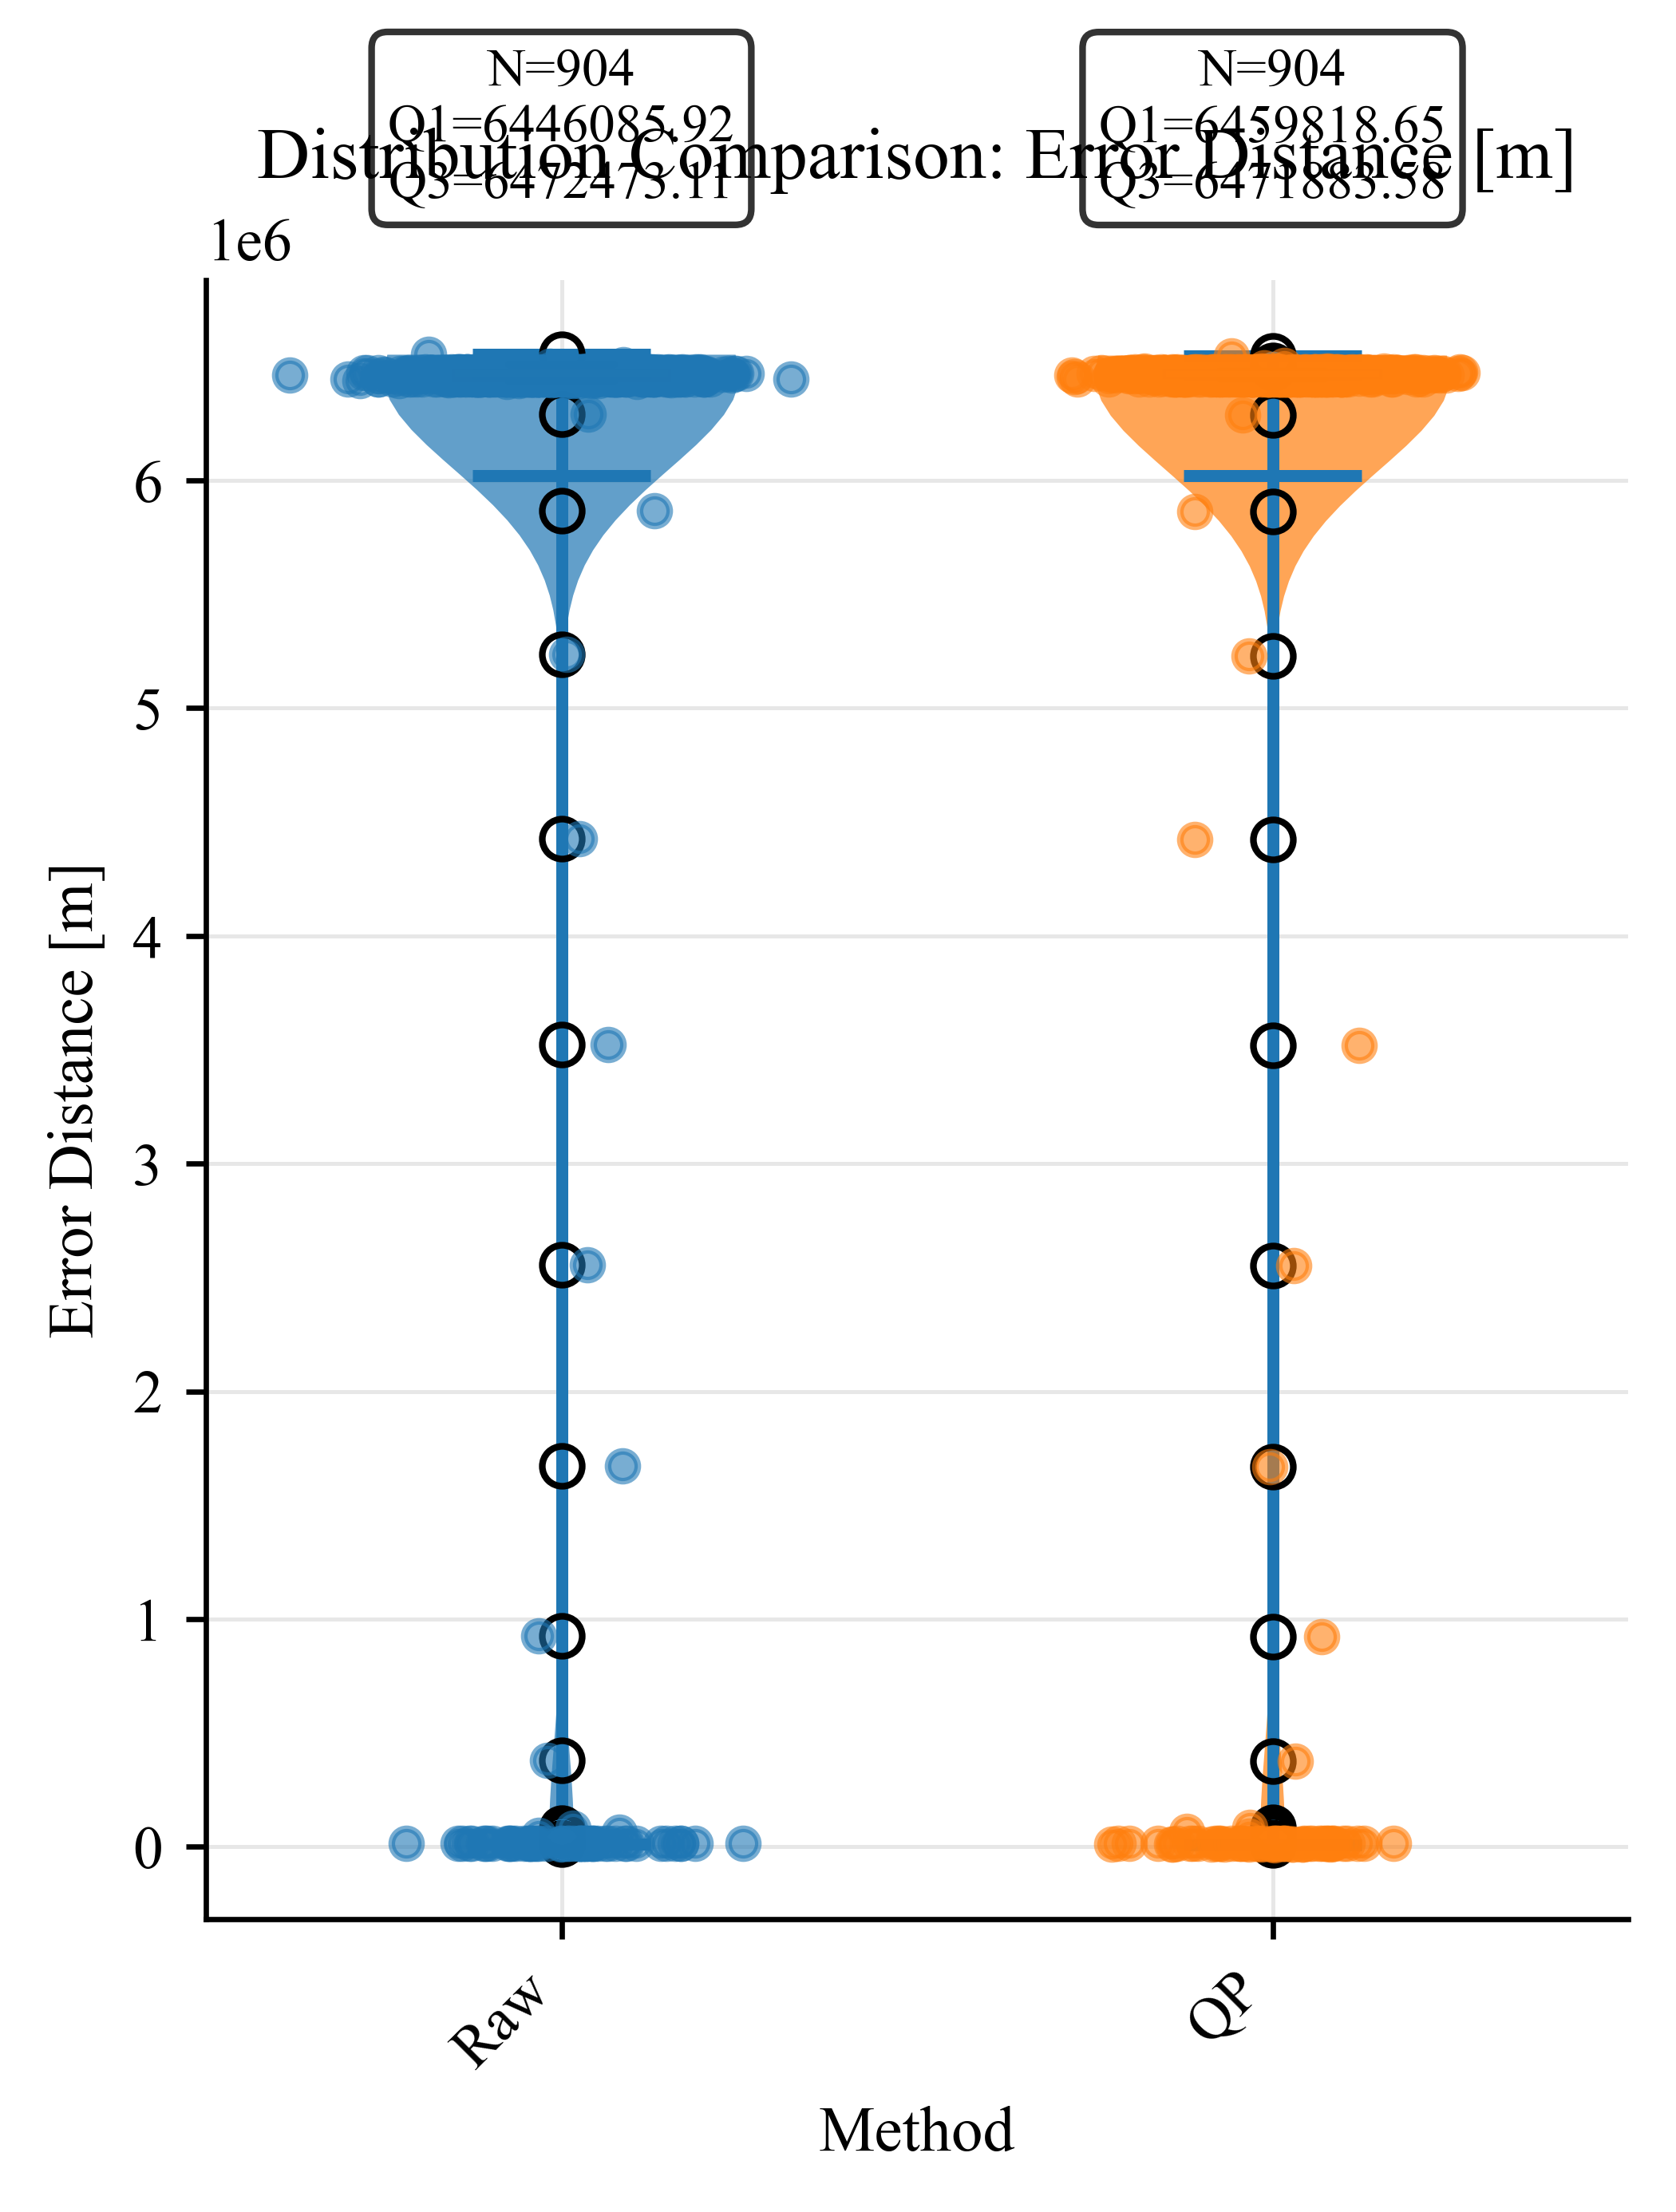 N=904
Q1=6446085.92
Q3=6472473.11
N=904
Q1=6459818.65
Q3=6471883.58
Distribution Comparison: Error Distance [m]
1e6
6
5
4
3
2
1
0
Error Distance [m]
Raw
QP
Method